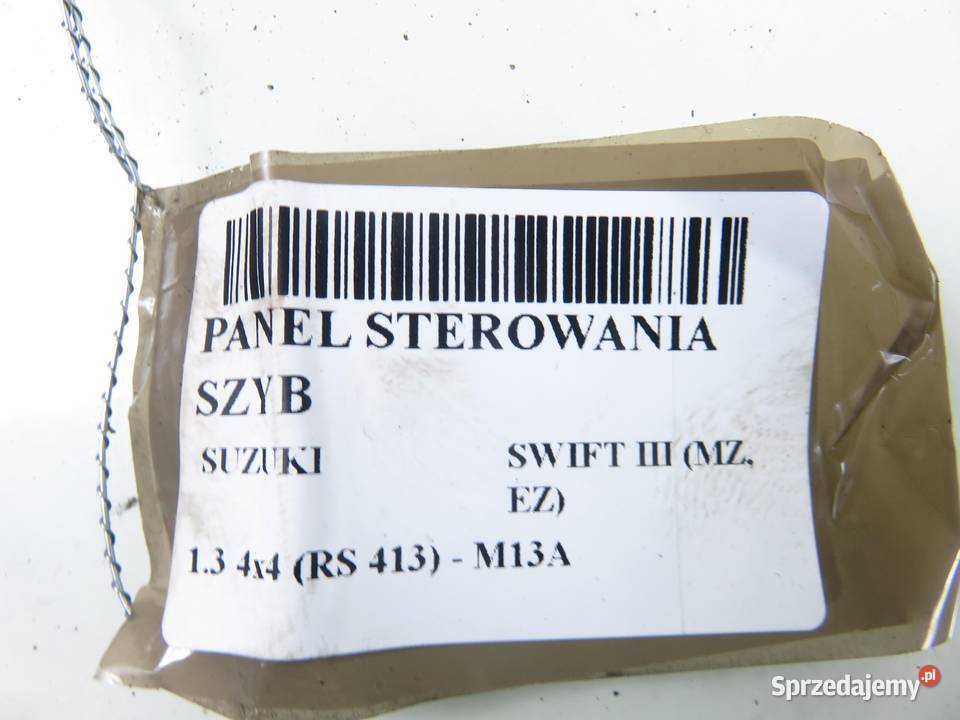 PANEL STEROWANIA
SZYB
SUZUKI SWIFT III (MZ,
EZ)
1.3 4x4 (RS 413) - M13A
Sprzedajemy.pl